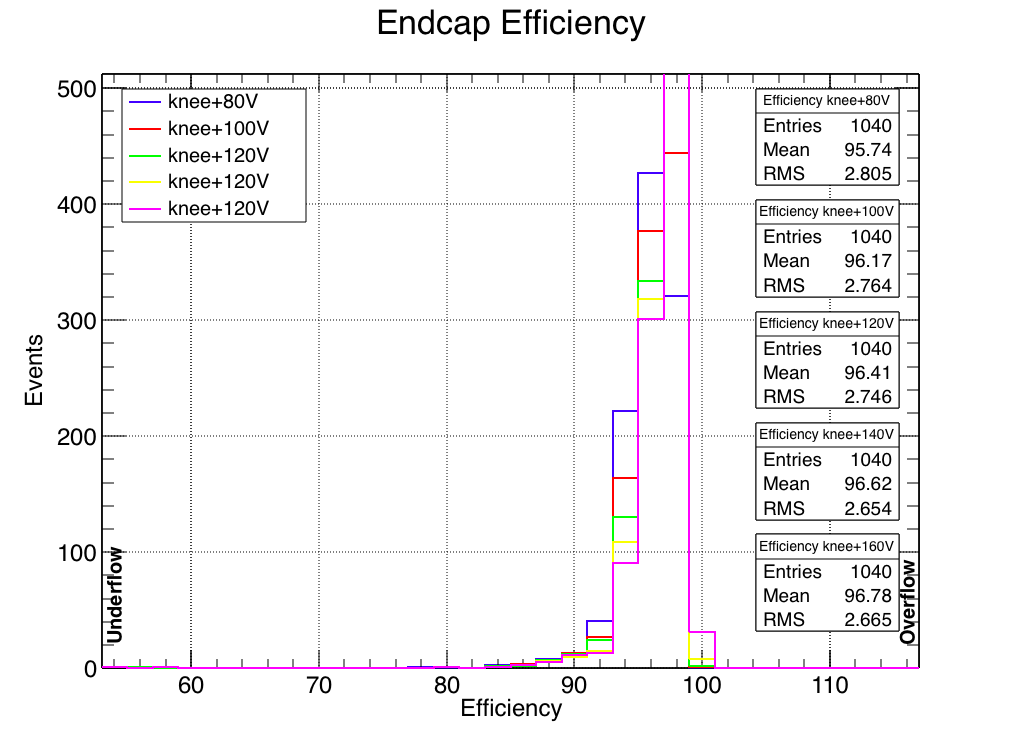 Endcap Efficiency
500
400
300
200
100
0
Events
knee+80V
knee+100V
knee+120V
knee+120V
knee+120V
Efficiency knee+80V
Entries 1040
Mean 95.74
RMS 2.805
Efficiency knee+100V
Entries 1040
Mean 96.17
RMS 2.764
Efficiency knee+120V
Entries 1040
Mean 96.41
RMS 2.746
Efficiency knee+140V
Entries 1040
Mean 96.62
RMS 2.654
Efficiency knee+160V
Entries 1040
Mean 96.78
RMS 2.665
Underflow
Overflow
60 70 80 90 100 110
Efficiency